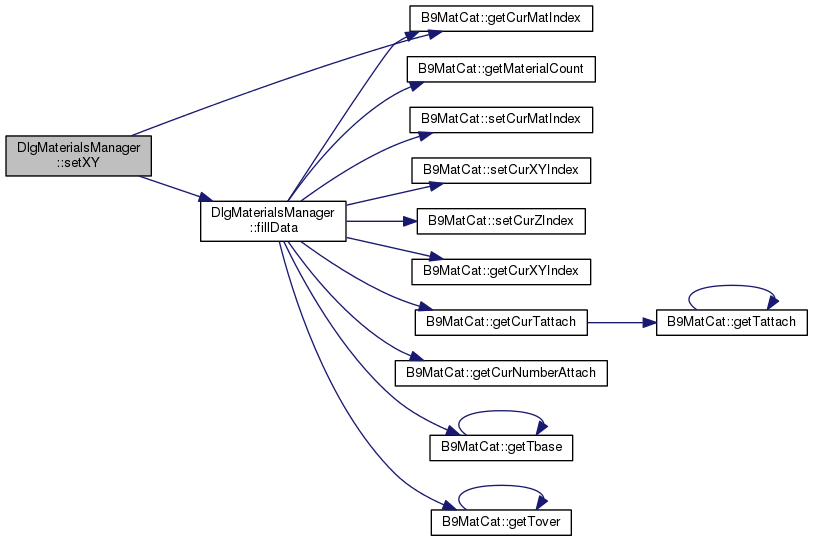 DlgMaterialsManager
::setXY
DlgMaterialsManager
::fillData
B9MatCat::getCurMatIndex
B9MatCat::getMaterialCount
B9MatCat::setCurMatIndex
B9MatCat::setCurXYIndex
B9MatCat::setCurZIndex
B9MatCat::getCurXYIndex
B9MatCat::getCurTattach
B9MatCat::getTattach
B9MatCat::getCurNumberAttach
B9MatCat::getTbase
B9MatCat::getTover